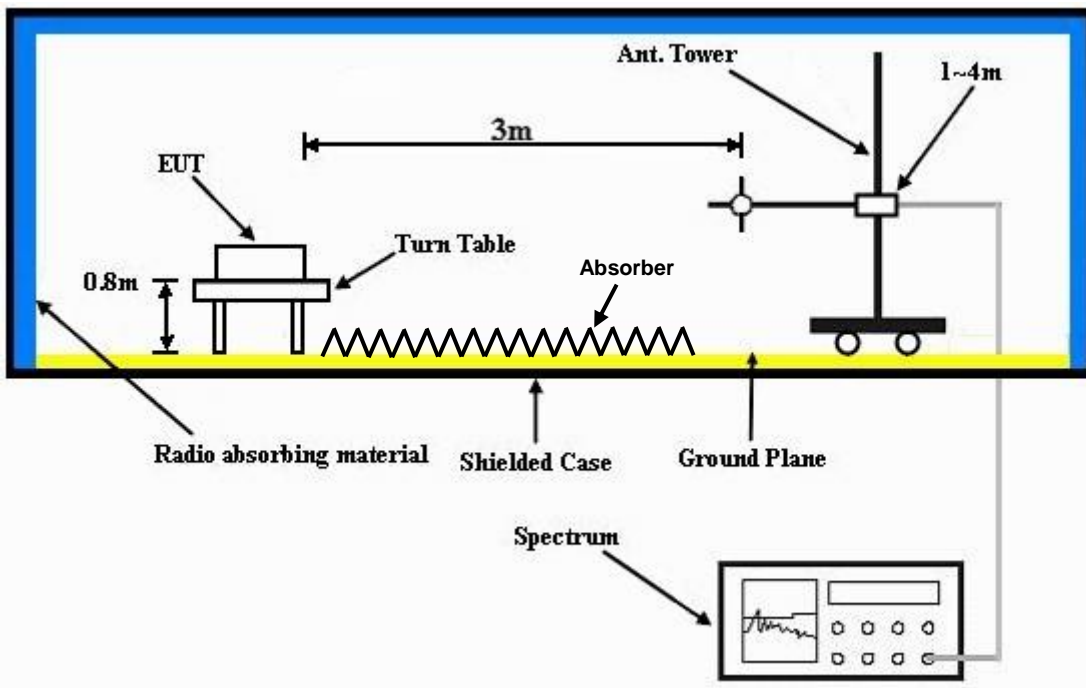 Ant. Tower
1~4m
3m
EUT
Turn Table
0.8m
Absorber
Radio absorbing material
Shielded Case
Ground Plane
Spectrum